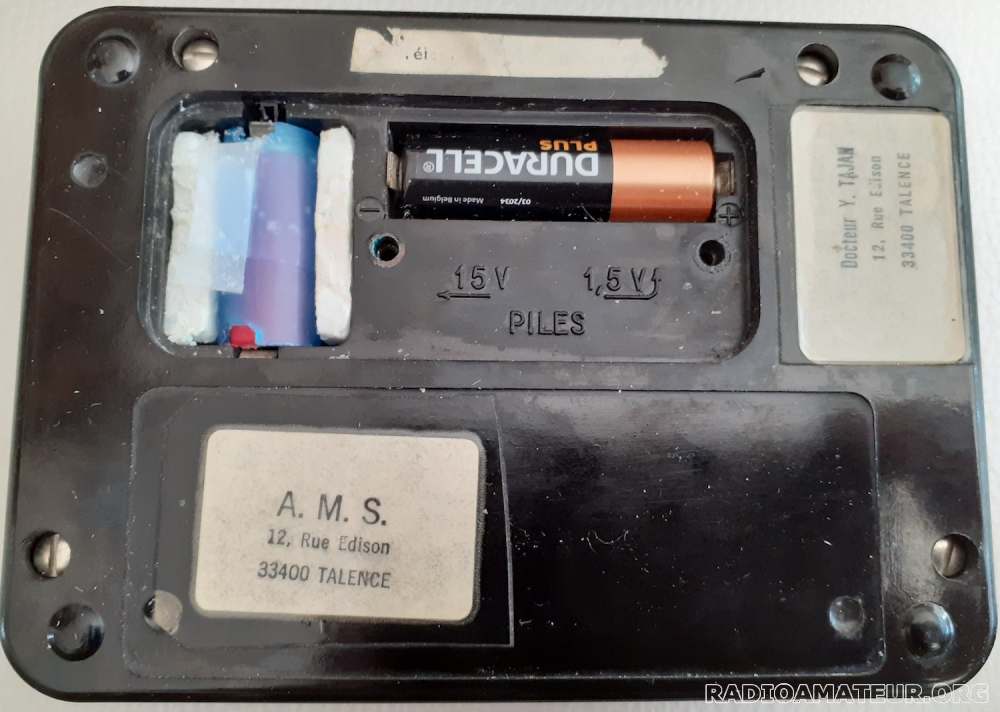 él
DURACELL®
PLUS
Made in Belgium
03/2034
−
+
15 V
1,5 V
PILES
Docteur Y. TAJAN
12, Rue Edison
33400 TALENCE
A. M. S.
12, Rue Edison
33400 TALENCE
RADIOAMATEUR.ORG